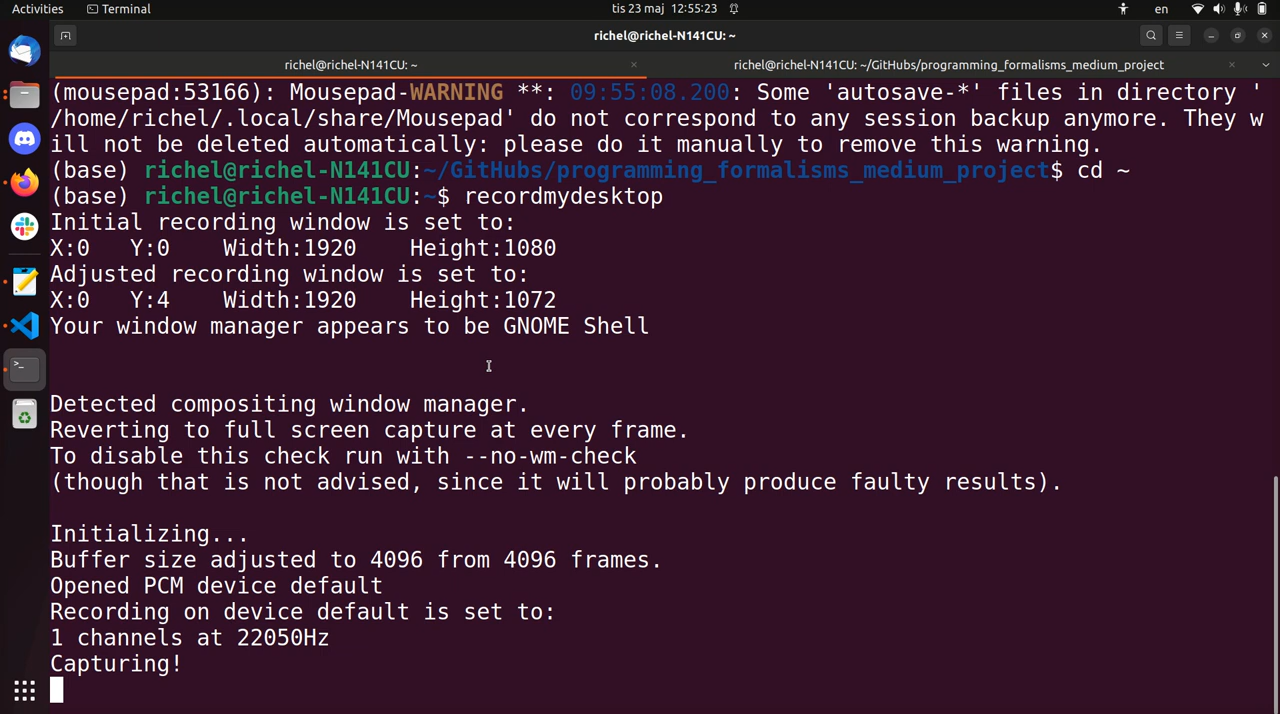 Activities Terminal tis 23 maj 12:55:23 en
richel@richel-N141CU: ~
richel@richel-N141CU: ~ richel@richel-N141CU: ~/GitHubs/programming_formalisms_medium_project
(mousepad:53166): Mousepad-WARNING **: 09:55:08.200: Some 'autosave-*' files in directory '
/home/richel/.local/share/Mousepad' do not correspond to any session backup anymore. They w
ill not be deleted automatically: please do it manually to remove this warning.
(base) richel@richel-N141CU:~/GitHubs/programming_formalisms_medium_project$ cd ~
(base) richel@richel-N141CU:~$ recordmydesktop
Initial recording window is set to:
X:0 Y:0 Width:1920 Height:1080
Adjusted recording window is set to:
X:0 Y:4 Width:1920 Height:1072
Your window manager appears to be GNOME Shell
Detected compositing window manager.
Reverting to full screen capture at every frame.
To disable this check run with --no-wm-check
(though that is not advised, since it will probably produce faulty results).
Initializing...
Buffer size adjusted to 4096 from 4096 frames.
Opened PCM device default
Recording on device default is set to:
1 channels at 22050Hz
Capturing!